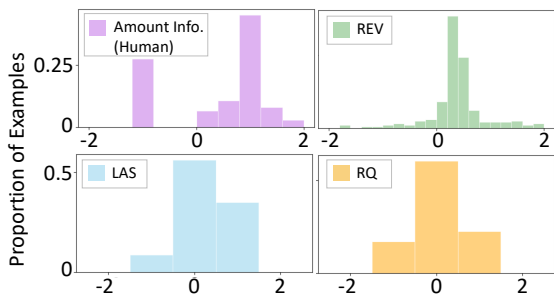 Proportion of Examples
Amount Info.
(Human)
0.25
0
-2 0 2
REV
-2 0 2
LAS
0.5
0
-2 0 2
RQ
-2 0 2